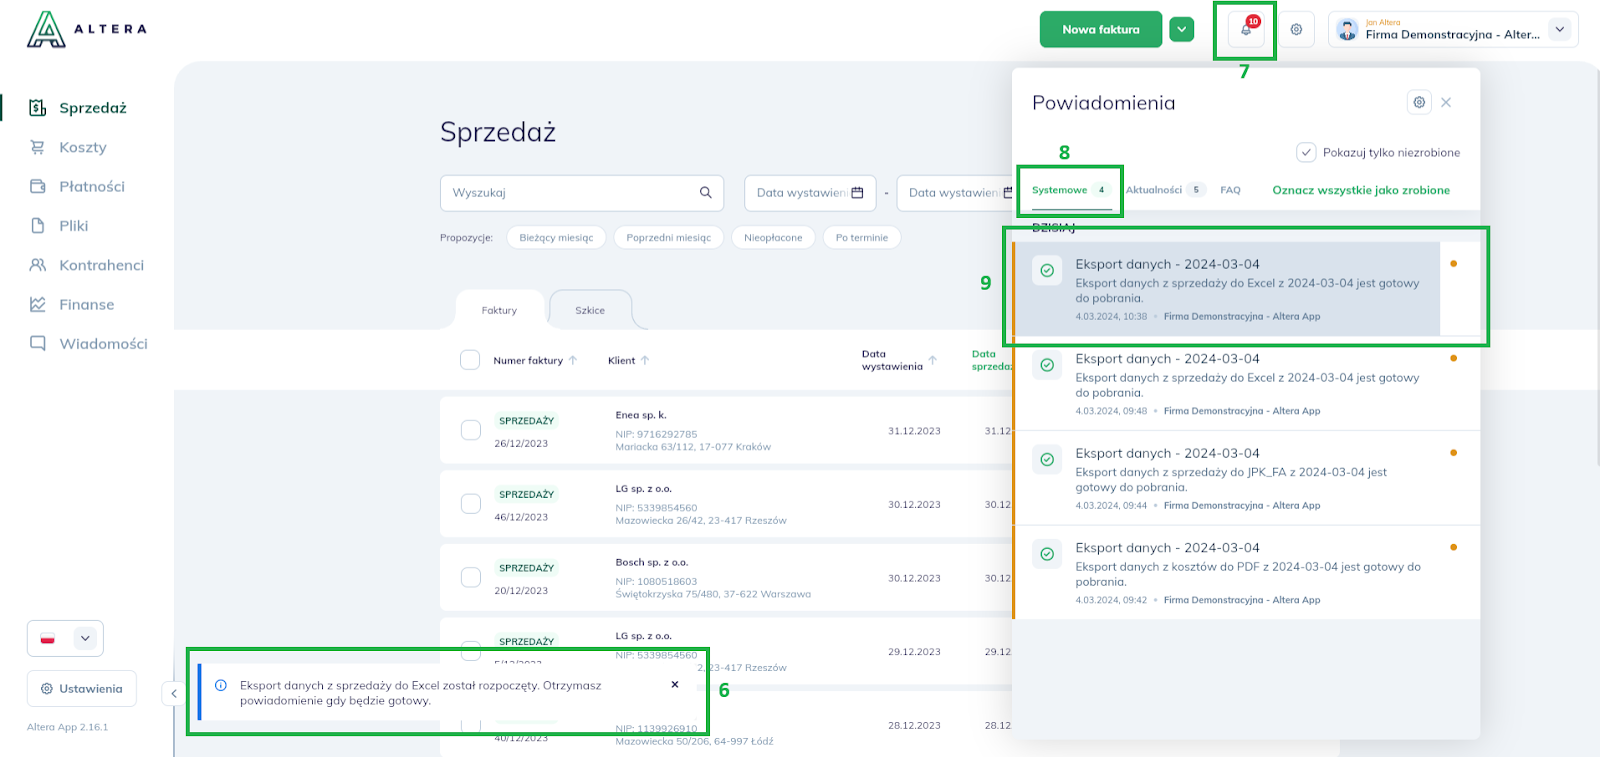 ALTERA
Nowa faktura
10
Jan Altera
Firma Demonstracyjna - Alter...
7
Sprzedaż
Koszty
Płatności
Pliki
Kontrahenci
Finanse
Wiadomości
Ustawienia
Altera App 2.16.1
Sprzedaż
Wyszukaj
Data wystawieni
-
Data wystawien
Propozycje:
Bieżący miesiąc
Poprzedni miesiąc
Nieopłacone
Po terminie
9
Faktury
Szkice
Numer faktury
Klient
Data
wystawienia
Data
sprzedaż
SPRZEDAŻY
26/12/2023
Enea sp. k.
NIP: 9716292785
Mariacka 63/112, 17-077 Kraków
31.12.2023
31.12
SPRZEDAŻY
46/12/2023
LG sp. z o.o.
NIP: 5339854560
Mazowiecka 26/42, 23-417 Rzeszów
30.12.2023
30.12
SPRZEDAŻY
20/12/2023
Bosch sp. z o.o.
NIP: 1080518603
Świętokrzyska 75/480, 37-622 Warszawa
30.12.2023
30.12
SPRZEDAŻY
5/12/2023
LG sp. z o.o.
NIP: 5339854560
2, 23-417 Rzeszów
29.12.2023
29.12
Eksport danych z sprzedaży do Excel został rozpoczęty. Otrzymasz
powiadomienie gdy będzie gotowy.
6
40/12/2023
NIP: 1139926910
Mazowiecka 50/206, 64-997 Łódź
28.12.2023
28.12
Powiadomienia
8
Pokazuj tylko niezrobione
Systemowe 4
Aktualności 5
FAQ
Oznacz wszystkie jako zrobione
DZISIAJ
Eksport danych - 2024-03-04
Eksport danych z sprzedaży do Excel z 2024-03-04 jest gotowy
do pobrania.
4.03.2024, 10:38 • Firma Demonstracyjna - Altera App
Eksport danych - 2024-03-04
Eksport danych z sprzedaży do Excel z 2024-03-04 jest gotowy
do pobrania.
4.03.2024, 09:48 • Firma Demonstracyjna - Altera App
Eksport danych - 2024-03-04
Eksport danych z sprzedaży do JPK_FA z 2024-03-04 jest
gotowy do pobrania.
4.03.2024, 09:44 • Firma Demonstracyjna - Altera App
Eksport danych - 2024-03-04
Eksport danych z kosztów do PDF z 2024-03-04 jest gotowy do
pobrania.
4.03.2024, 09:42 • Firma Demonstracyjna - Altera App